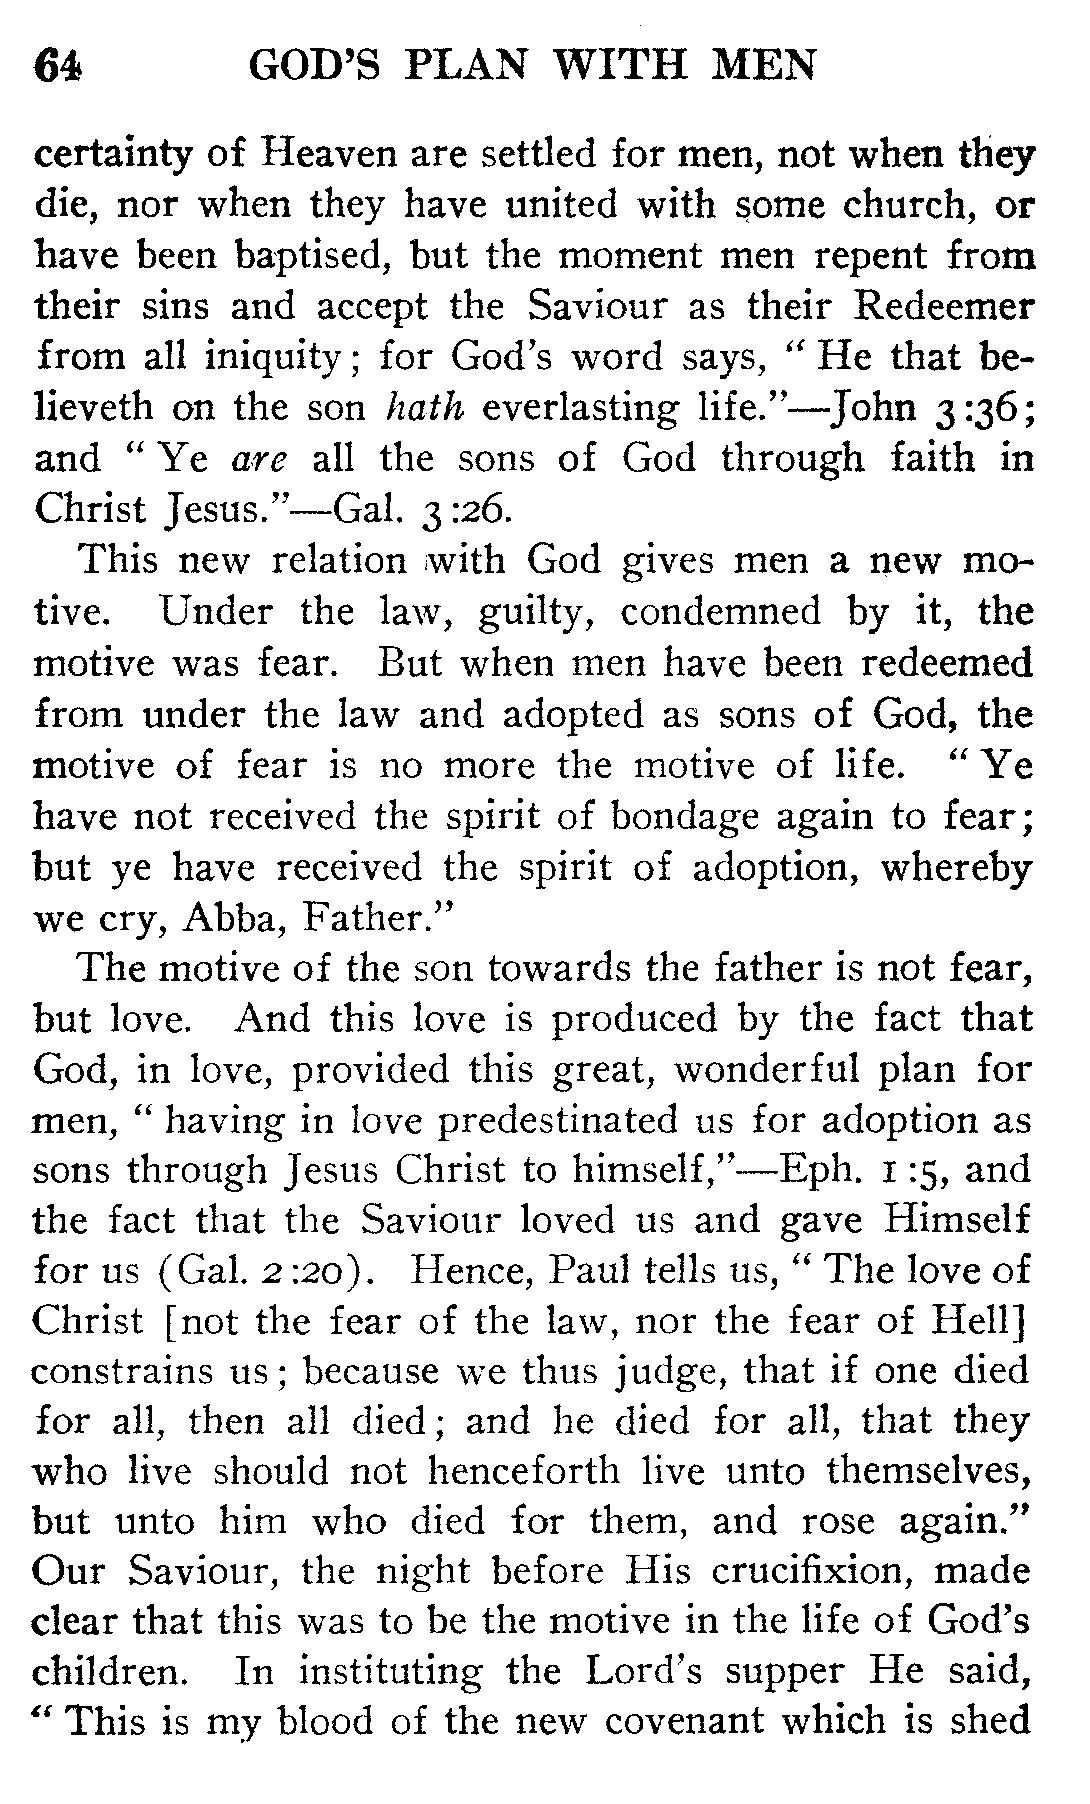 64 GOD'S PLAN WITH MEN
certainty of Heaven are settled for men, not when they
die, nor when they have united with some church, or
have been baptised, but the moment men repent from
their sins and accept the Saviour as their Redeemer
from all iniquity; for God's word says, " He that be-
lieveth on the son hath everlasting life."—John 3:36;
and " Ye are all the sons of God through faith in
Christ Jesus."—Gal. 3:26.
This new relation with God gives men a new mo-
tive. Under the law, guilty, condemned by it, the
motive was fear. But when men have been redeemed
from under the law and adopted as sons of God, the
motive of fear is no more the motive of life. " Ye
have not received the spirit of bondage again to fear;
but ye have received the spirit of adoption, whereby
we cry, Abba, Father."
The motive of the son towards the father is not fear,
but love. And this love is produced by the fact that
God, in love, provided this great, wonderful plan for
men, " having in love predestinated us for adoption as
sons through Jesus Christ to himself,"—Eph. 1:5, and
the fact that the Saviour loved us and gave Himself
for us (Gal. 2:20). Hence, Paul tells us, " The love of
Christ [not the fear of the law, nor the fear of Hell]
constrains us; because we thus judge, that if one died
for all, then all died; and he died for all, that they
who live should not henceforth live unto themselves,
but unto him who died for them, and rose again."
Our Saviour, the night before His crucifixion, made
clear that this was to be the motive in the life of God's
children. In instituting the Lord's supper He said,
" This is my blood of the new covenant which is shed